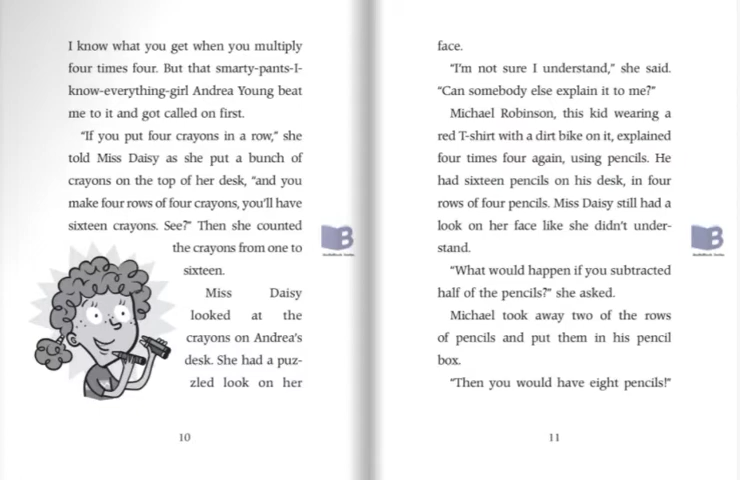 I know what you get when you multiply
four times four. But that smarty-pants-I-
know-everything-girl Andrea Young beat
me to it and got called on first.
"If you put four crayons in a row," she
told Miss Daisy as she put a bunch of
crayons on the top of her desk, "and you
make four rows of four crayons, you'll have
sixteen crayons. See?" Then she counted
the crayons from one to
sixteen.
Miss Daisy
looked at the
crayons on Andrea's
desk. She had a puz-
zled look on her
10
face.
"I'm not sure I understand," she said.
"Can somebody else explain it to me?"
Michael Robinson, this kid wearing a
red T-shirt with a dirt bike on it, explained
four times four again, using pencils. He
had sixteen pencils on his desk, in four
rows of four pencils. Miss Daisy still had a
look on her face like she didn't under-
stand.
"What would happen if you subtracted
half of the pencils?" she asked.
Michael took away two of the rows
of pencils and put them in his pencil
box.
"Then you would have eight pencils!"
11
B
B